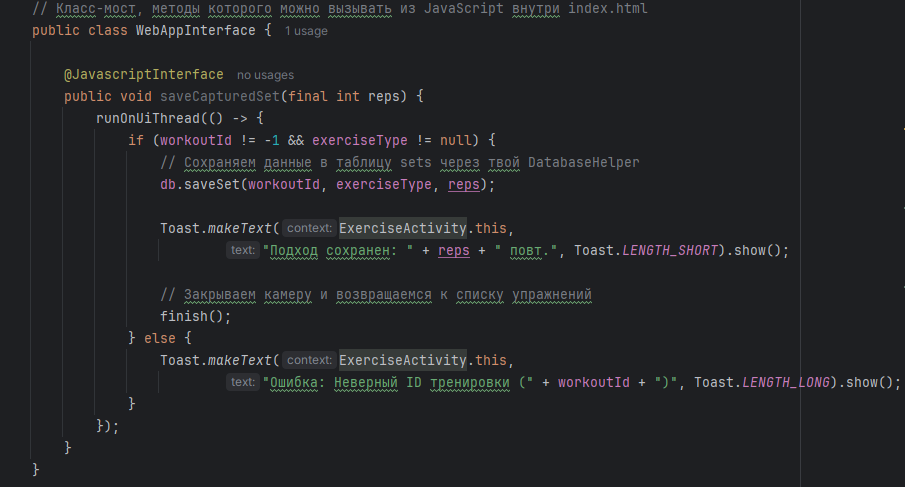 // Класс-мост, методы которого можно вызывать из JavaScript внутри index.html
public class WebAppInterface { 1 usage
@JavascriptInterface no usages
public void saveCapturedSet(final int reps) {
runOnUiThread(() -> {
if (workoutId != -1 && exerciseType != null) {
// Сохраняем данные в таблицу sets через твой DatabaseHelper
db.saveSet(workoutId, exerciseType, reps);
Toast.makeText( context: ExerciseActivity.this,
text: "Подход сохранен: " + reps + " повт.", Toast.LENGTH_SHORT).show();
// Закрываем камеру и возвращаемся к списку упражнений
finish();
} else {
Toast.makeText( context: ExerciseActivity.this,
text: "Ошибка: Неверный ID тренировки (" + workoutId + ")", Toast.LENGTH_LONG).show();
}
});
}
}